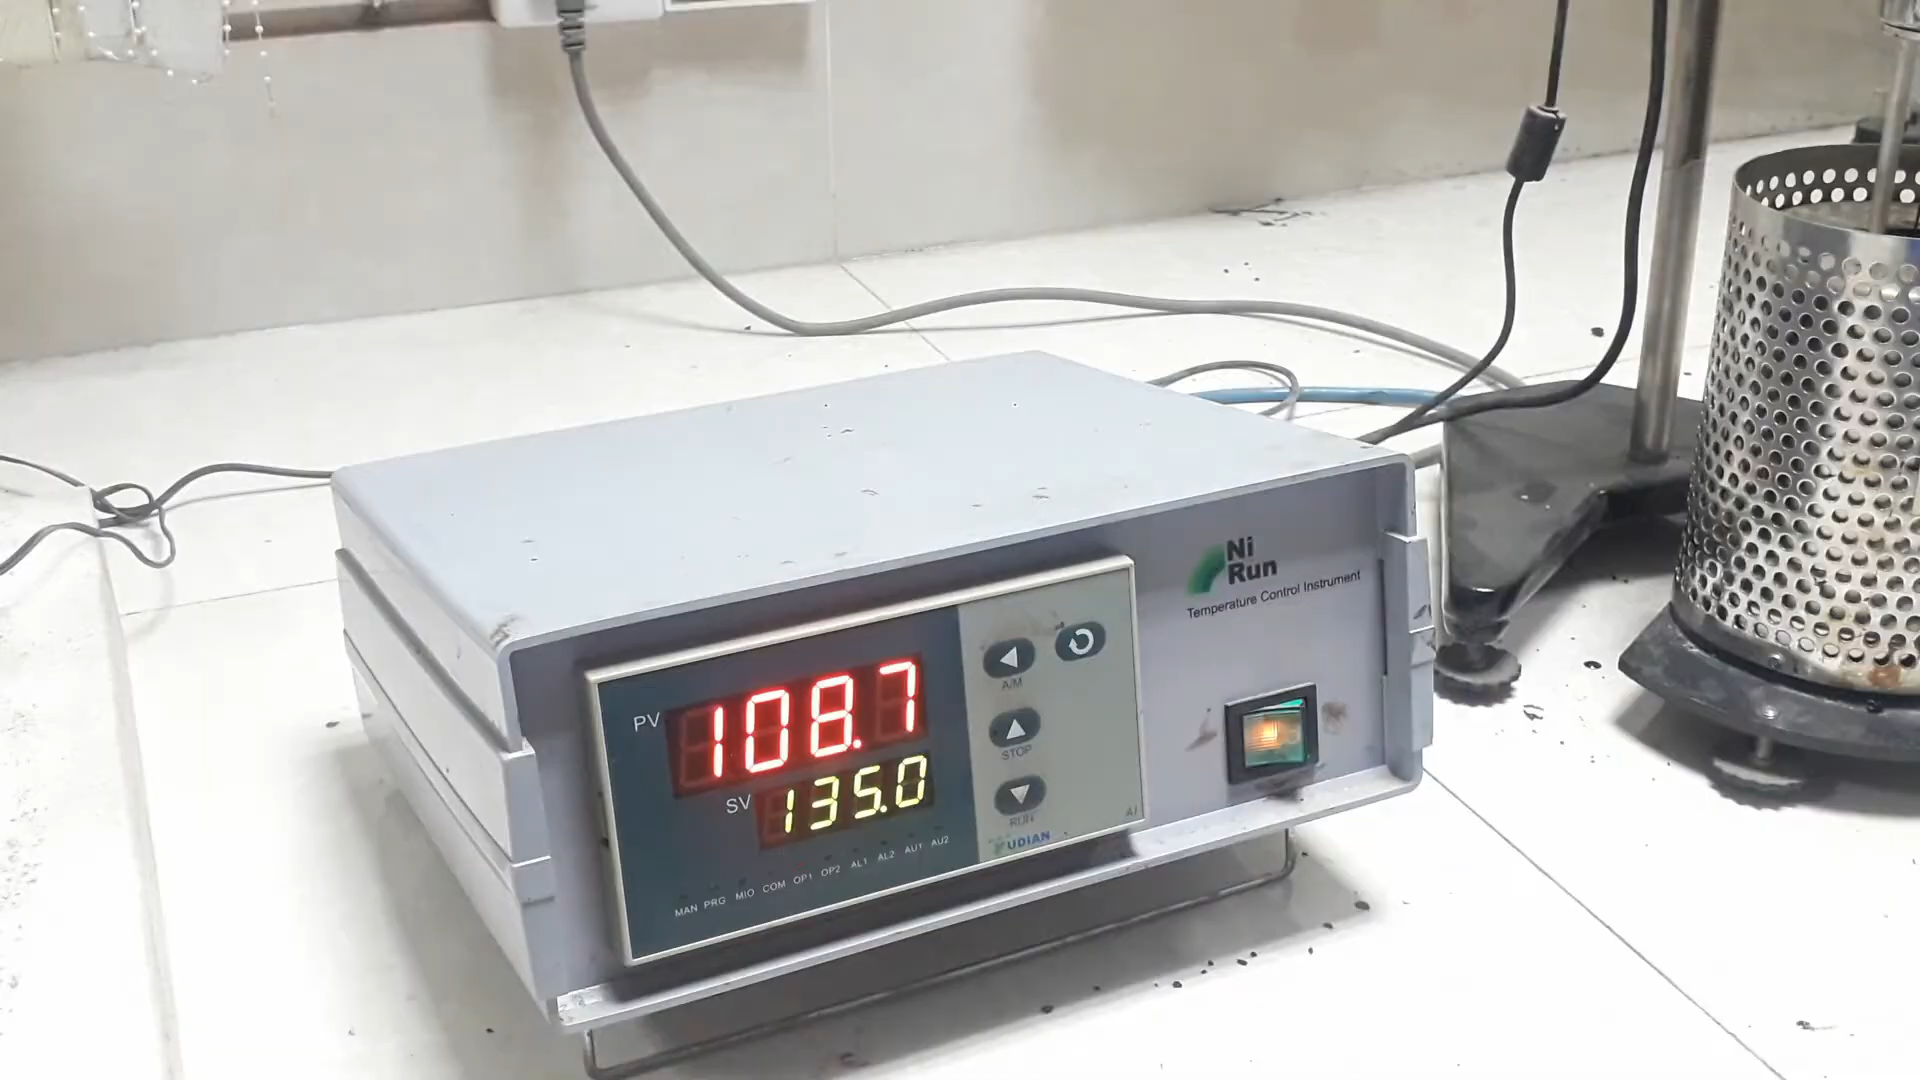 Ni
Run
Temperature Control Instrument
PV 108.7
SV 135.0
A/M
STOP
RUN
MAN PRG MIO COM OP1 OP2 AL1 AL2 AU1 AU2
YUDIAN
AI